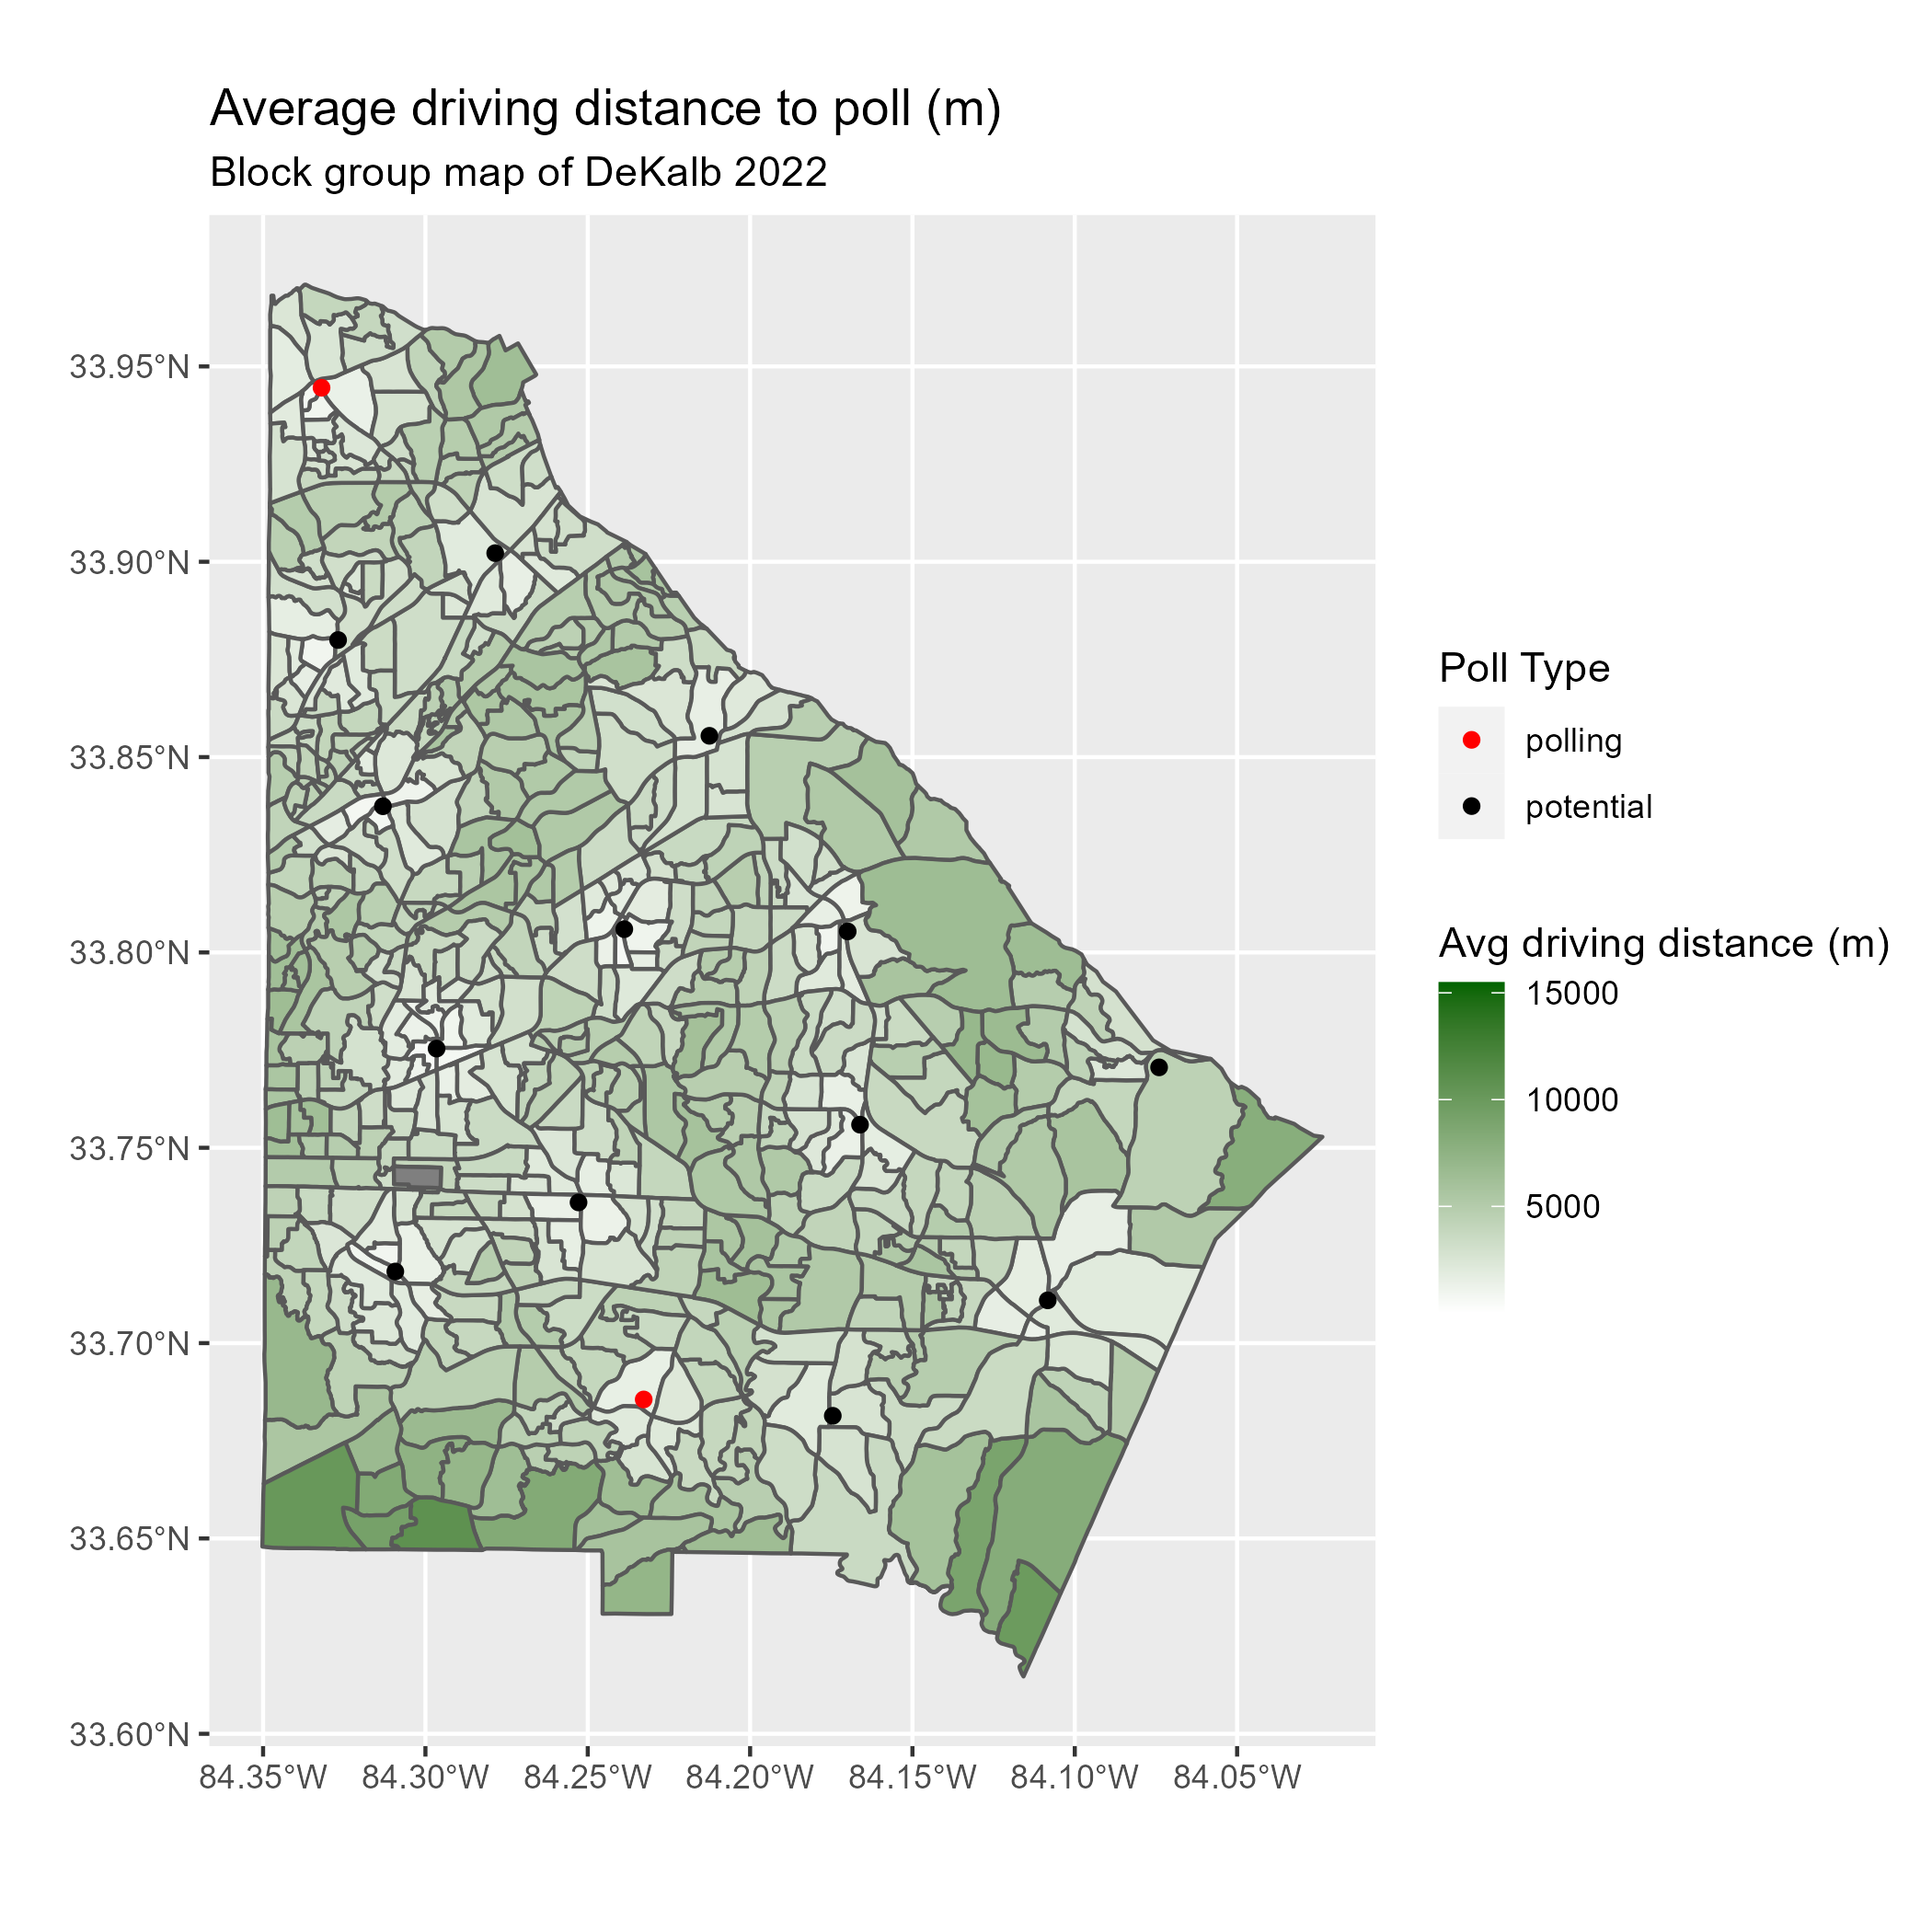 Average driving distance to poll (m)
Block group map of DeKalb 2022
33.95°N
33.90°N
33.85°N
33.80°N
33.75°N
33.70°N
33.65°N
33.60°N
84.35°W
84.30°W
84.25°W
84.20°W
84.15°W
84.10°W
84.05°W
Poll Type
polling
potential
Avg driving distance (m)
15000
10000
5000